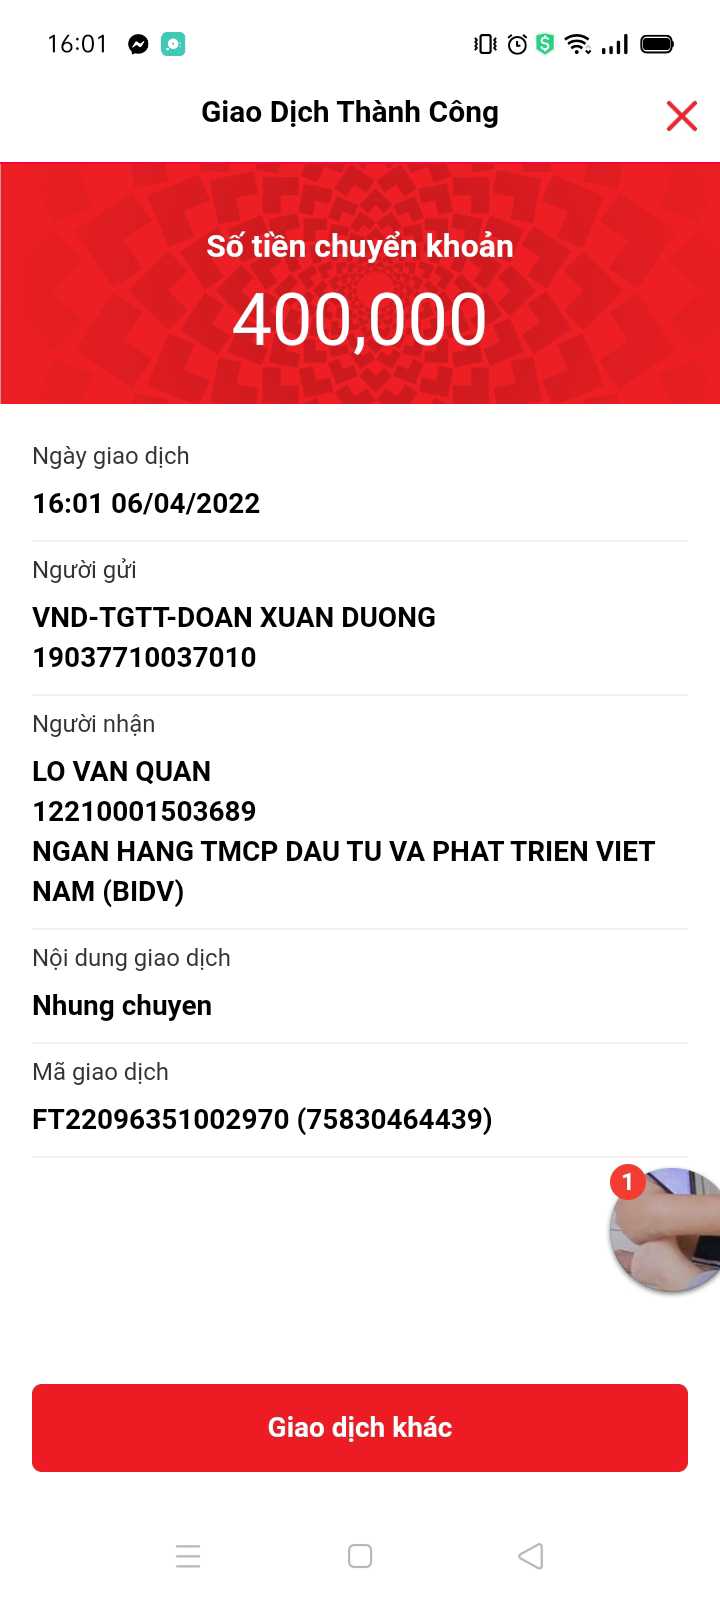 16:01
Giao Dịch Thành Công
Số tiền chuyển khoản
400,000
Ngày giao dịch
16:01 06/04/2022
Người gửi
VND-TGTT-DOAN XUAN DUONG
19037710037010
Người nhận
LO VAN QUAN
12210001503689
NGAN HANG TMCP DAU TU VA PHAT TRIEN VIET
NAM (BIDV)
Nội dung giao dịch
Nhung chuyen
Mã giao dịch
FT22096351002970 (75830464439)
1
Giao dịch khác